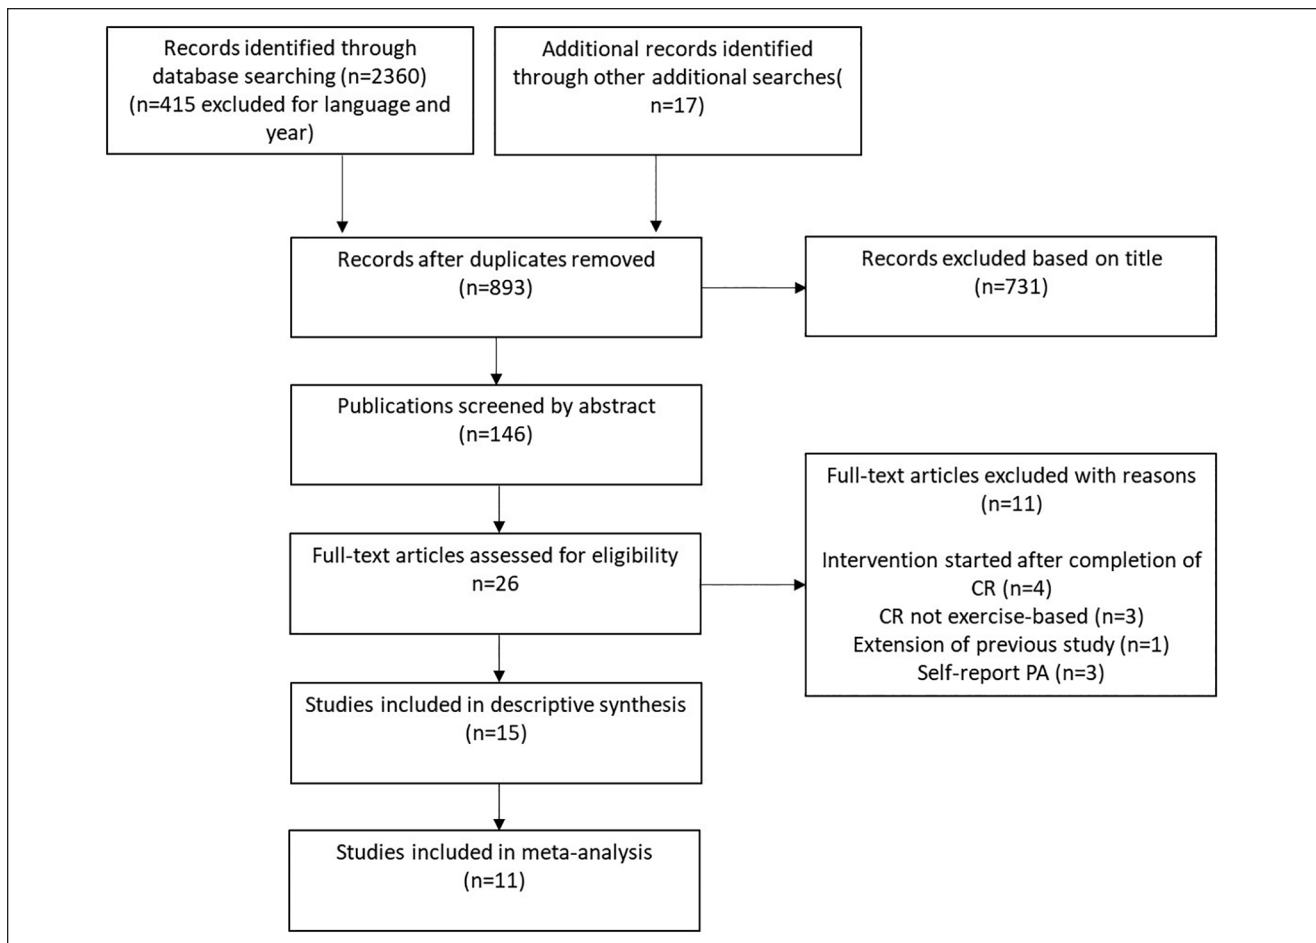 Records identified through
database searching (n=2360)
(n=415 excluded for language and
year)
Additional records identified
through other additional searches(
n=17)
Records after duplicates removed
(n=893)
Records excluded based on title
(n=731)
Publications screened by abstract
(n=146)
Full-text articles assessed for eligibility
n=26
Full-text articles excluded with reasons
(n=11)
Intervention started after completion of
CR (n=4)
CR not exercise-based (n=3)
Extension of previous study (n=1)
Self-report PA (n=3)
Studies included in descriptive synthesis
(n=15)
Studies included in meta-analysis
(n=11)